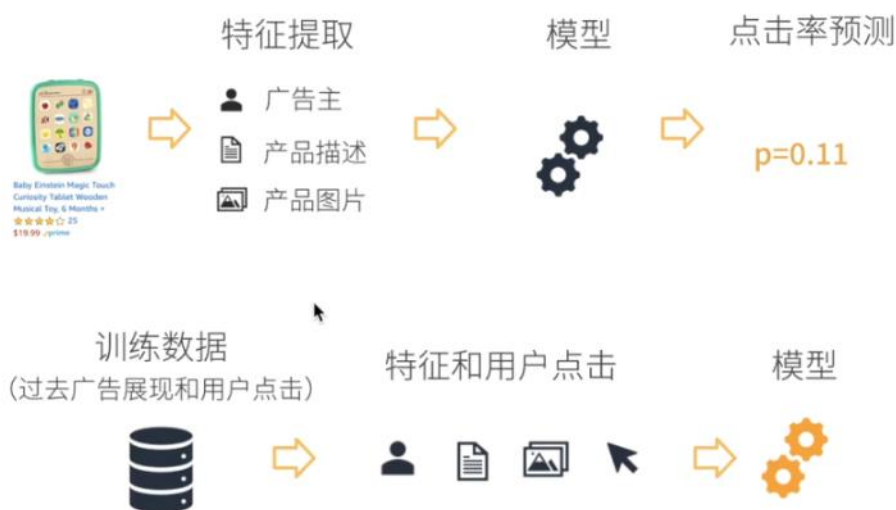 特征提取
模型
点击率预测
广告主
产品描述
产品图片
p=0.11
Baby Einstein Magic Touch
Curiosity Tablet Wooden
Musical Toy, 6 Months +
25
$19.99 prime
训练数据
(过去广告展现和用户点击)
特征和用户点击
模型